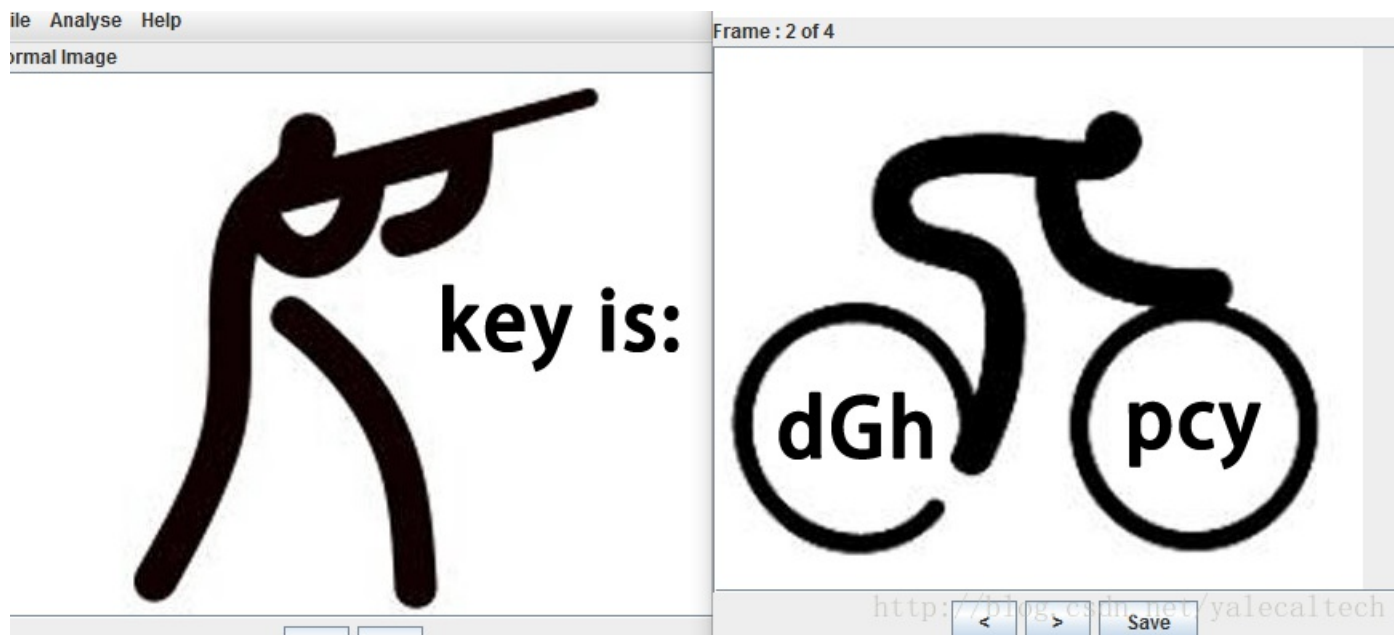 ile Analyse Help
ormal Image
key is:
Frame : 2 of 4
dGh pcy
http://blog.csdn.net/yalecaltech
< > Save